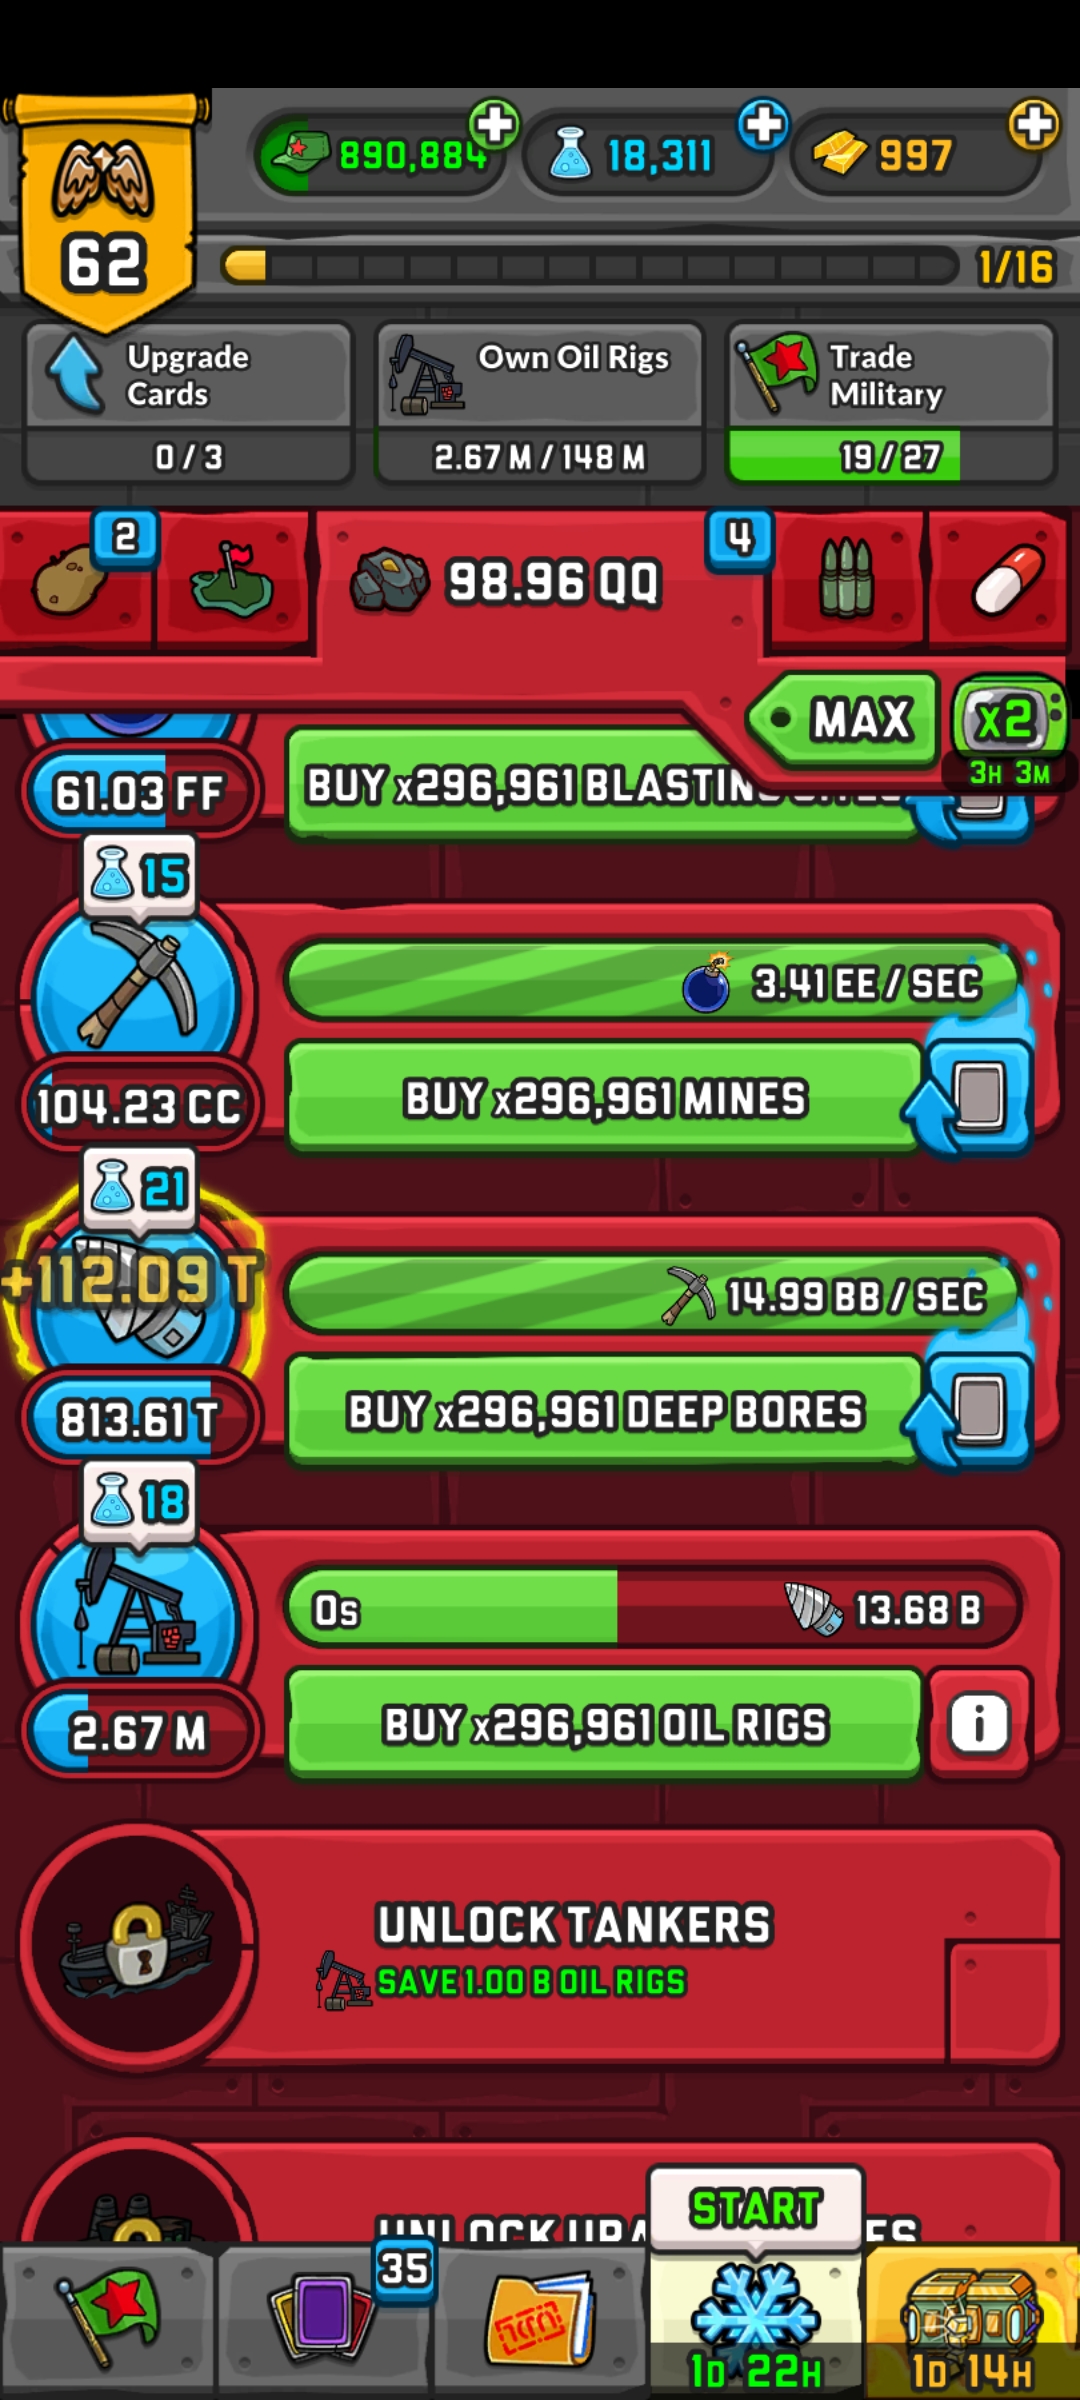 890,884
18,311
997
62
1/16
Upgrade
Cards
0 / 3
Own Oil Rigs
2.67 M / 148 M
Trade
Military
19 / 27
2
98.96 QQ
4
MAX
X2
3H 3M
61.03 FF
BUY x296,961 BLASTING
15
3.41 EE / SEC
104.23 CC
BUY x296,961 MINES
21
+112.09 T
14.99 BB / SEC
813.61 T
BUY x296,961 DEEP BORES
18
0s
13.68 B
2.67 M
BUY x296,961 OIL RIGS
i
UNLOCK TANKERS
SAVE 1.00 B OIL RIGS
UNLOCK
START
35
1D 22H
1D 14H